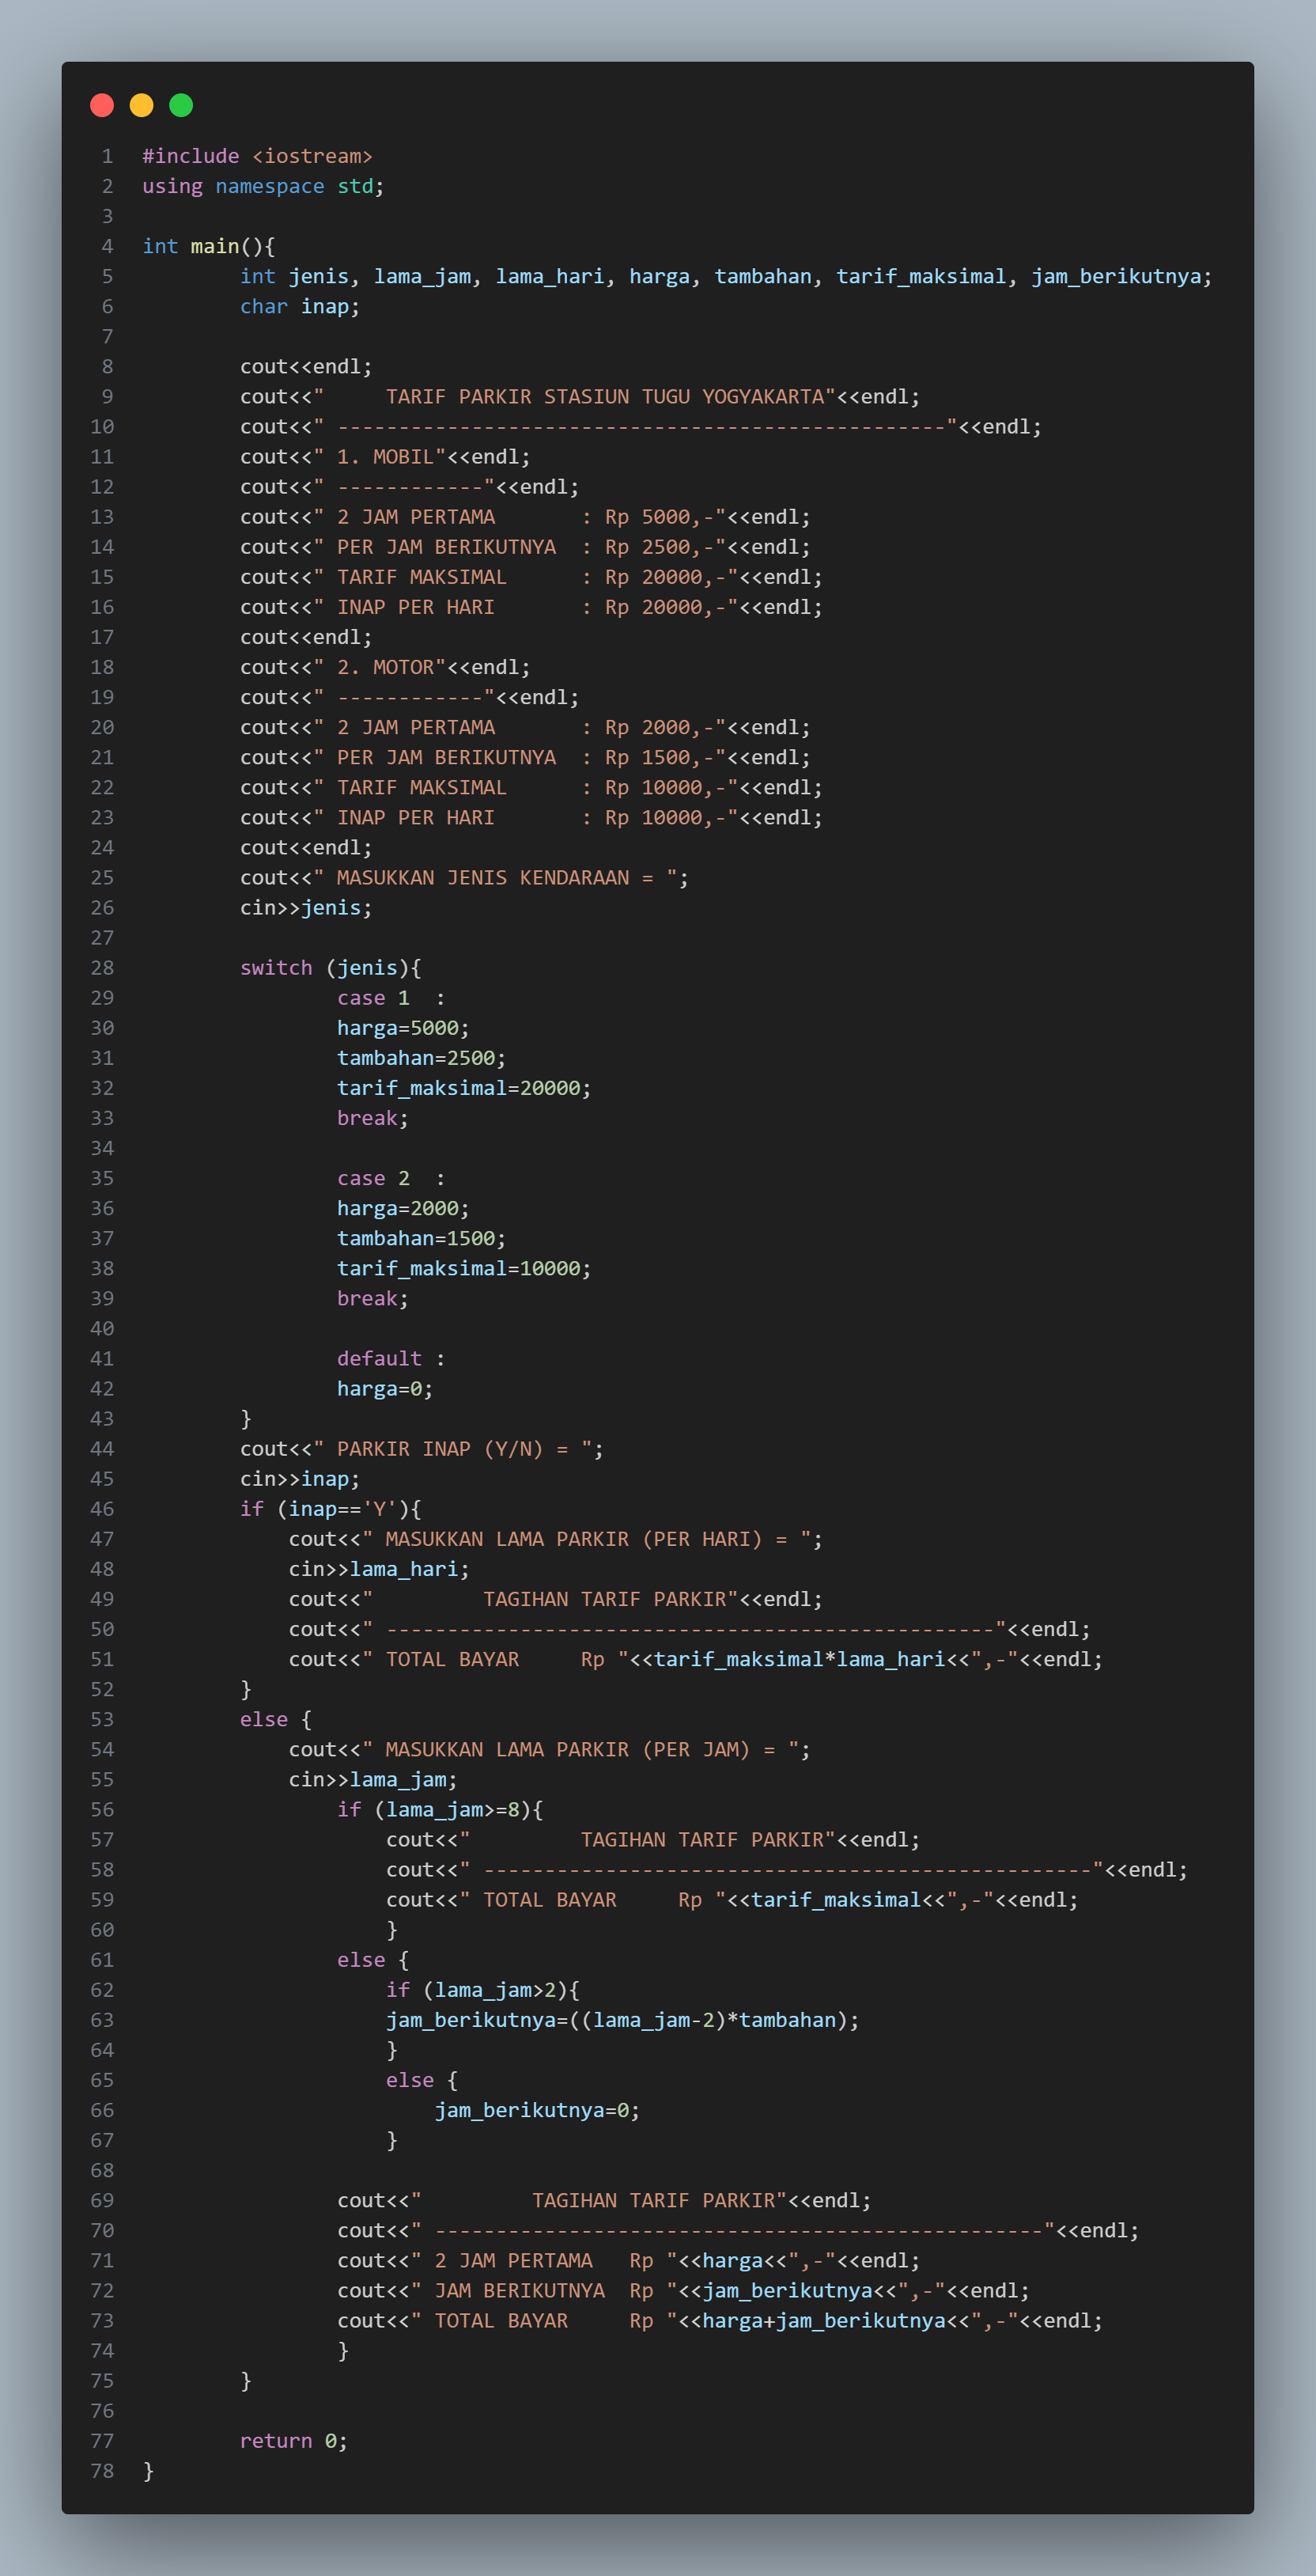 1 #include <iostream>
2 using namespace std;
3
4 int main(){
5         int jenis, lama_jam, lama_hari, harga, tambahan, tarif_maksimal, jam_berikutnya;
6         char inap;
7
8         cout<<endl;
9         cout<<"     TARIF PARKIR STASIUN TUGU YOGYAKARTA"<<endl;
10         cout<<" --------------------------------------------------"<<endl;
11         cout<<" 1. MOBIL"<<endl;
12         cout<<" ------------"<<endl;
13         cout<<" 2 JAM PERTAMA       : Rp 5000,-"<<endl;
14         cout<<" PER JAM BERIKUTNYA  : Rp 2500,-"<<endl;
15         cout<<" TARIF MAKSIMAL      : Rp 20000,-"<<endl;
16         cout<<" INAP PER HARI       : Rp 20000,-"<<endl;
17         cout<<endl;
18         cout<<" 2. MOTOR"<<endl;
19         cout<<" ------------"<<endl;
20         cout<<" 2 JAM PERTAMA       : Rp 2000,-"<<endl;
21         cout<<" PER JAM BERIKUTNYA  : Rp 1500,-"<<endl;
22         cout<<" TARIF MAKSIMAL      : Rp 10000,-"<<endl;
23         cout<<" INAP PER HARI       : Rp 10000,-"<<endl;
24         cout<<endl;
25         cout<<" MASUKKAN JENIS KENDARAAN = ";
26         cin>>jenis;
27
28         switch (jenis){
29                 case 1  :
30                 harga=5000;
31                 tambahan=2500;
32                 tarif_maksimal=20000;
33                 break;
34
35                 case 2  :
36                 harga=2000;
37                 tambahan=1500;
38                 tarif_maksimal=10000;
39                 break;
40
41                 default :
42                 harga=0;
43         }
44         cout<<" PARKIR INAP (Y/N) = ";
45         cin>>inap;
46         if (inap=='Y'){
47             cout<<" MASUKKAN LAMA PARKIR (PER HARI) = ";
48             cin>>lama_hari;
49             cout<<"         TAGIHAN TARIF PARKIR"<<endl;
50             cout<<" --------------------------------------------------"<<endl;
51             cout<<" TOTAL BAYAR     Rp "<<tarif_maksimal*lama_hari<<",-"<<endl;
52         }
53         else {
54             cout<<" MASUKKAN LAMA PARKIR (PER JAM) = ";
55             cin>>lama_jam;
56                 if (lama_jam>=8){
57                     cout<<"         TAGIHAN TARIF PARKIR"<<endl;
58                     cout<<" --------------------------------------------------"<<endl;
59                     cout<<" TOTAL BAYAR     Rp "<<tarif_maksimal<<",-"<<endl;
60                     }
61                 else {
62                     if (lama_jam>2){
63                     jam_berikutnya=((lama_jam-2)*tambahan);
64                     }
65                     else {
66                         jam_berikutnya=0;
67                     }
68
69                 cout<<"         TAGIHAN TARIF PARKIR"<<endl;
70                 cout<<" --------------------------------------------------"<<endl;
71                 cout<<" 2 JAM PERTAMA   Rp "<<harga<<",-"<<endl;
72                 cout<<" JAM BERIKUTNYA  Rp "<<jam_berikutnya<<",-"<<endl;
73                 cout<<" TOTAL BAYAR     Rp "<<harga+jam_berikutnya<<",-"<<endl;
74                 }
75         }
76
77         return 0;
78 }